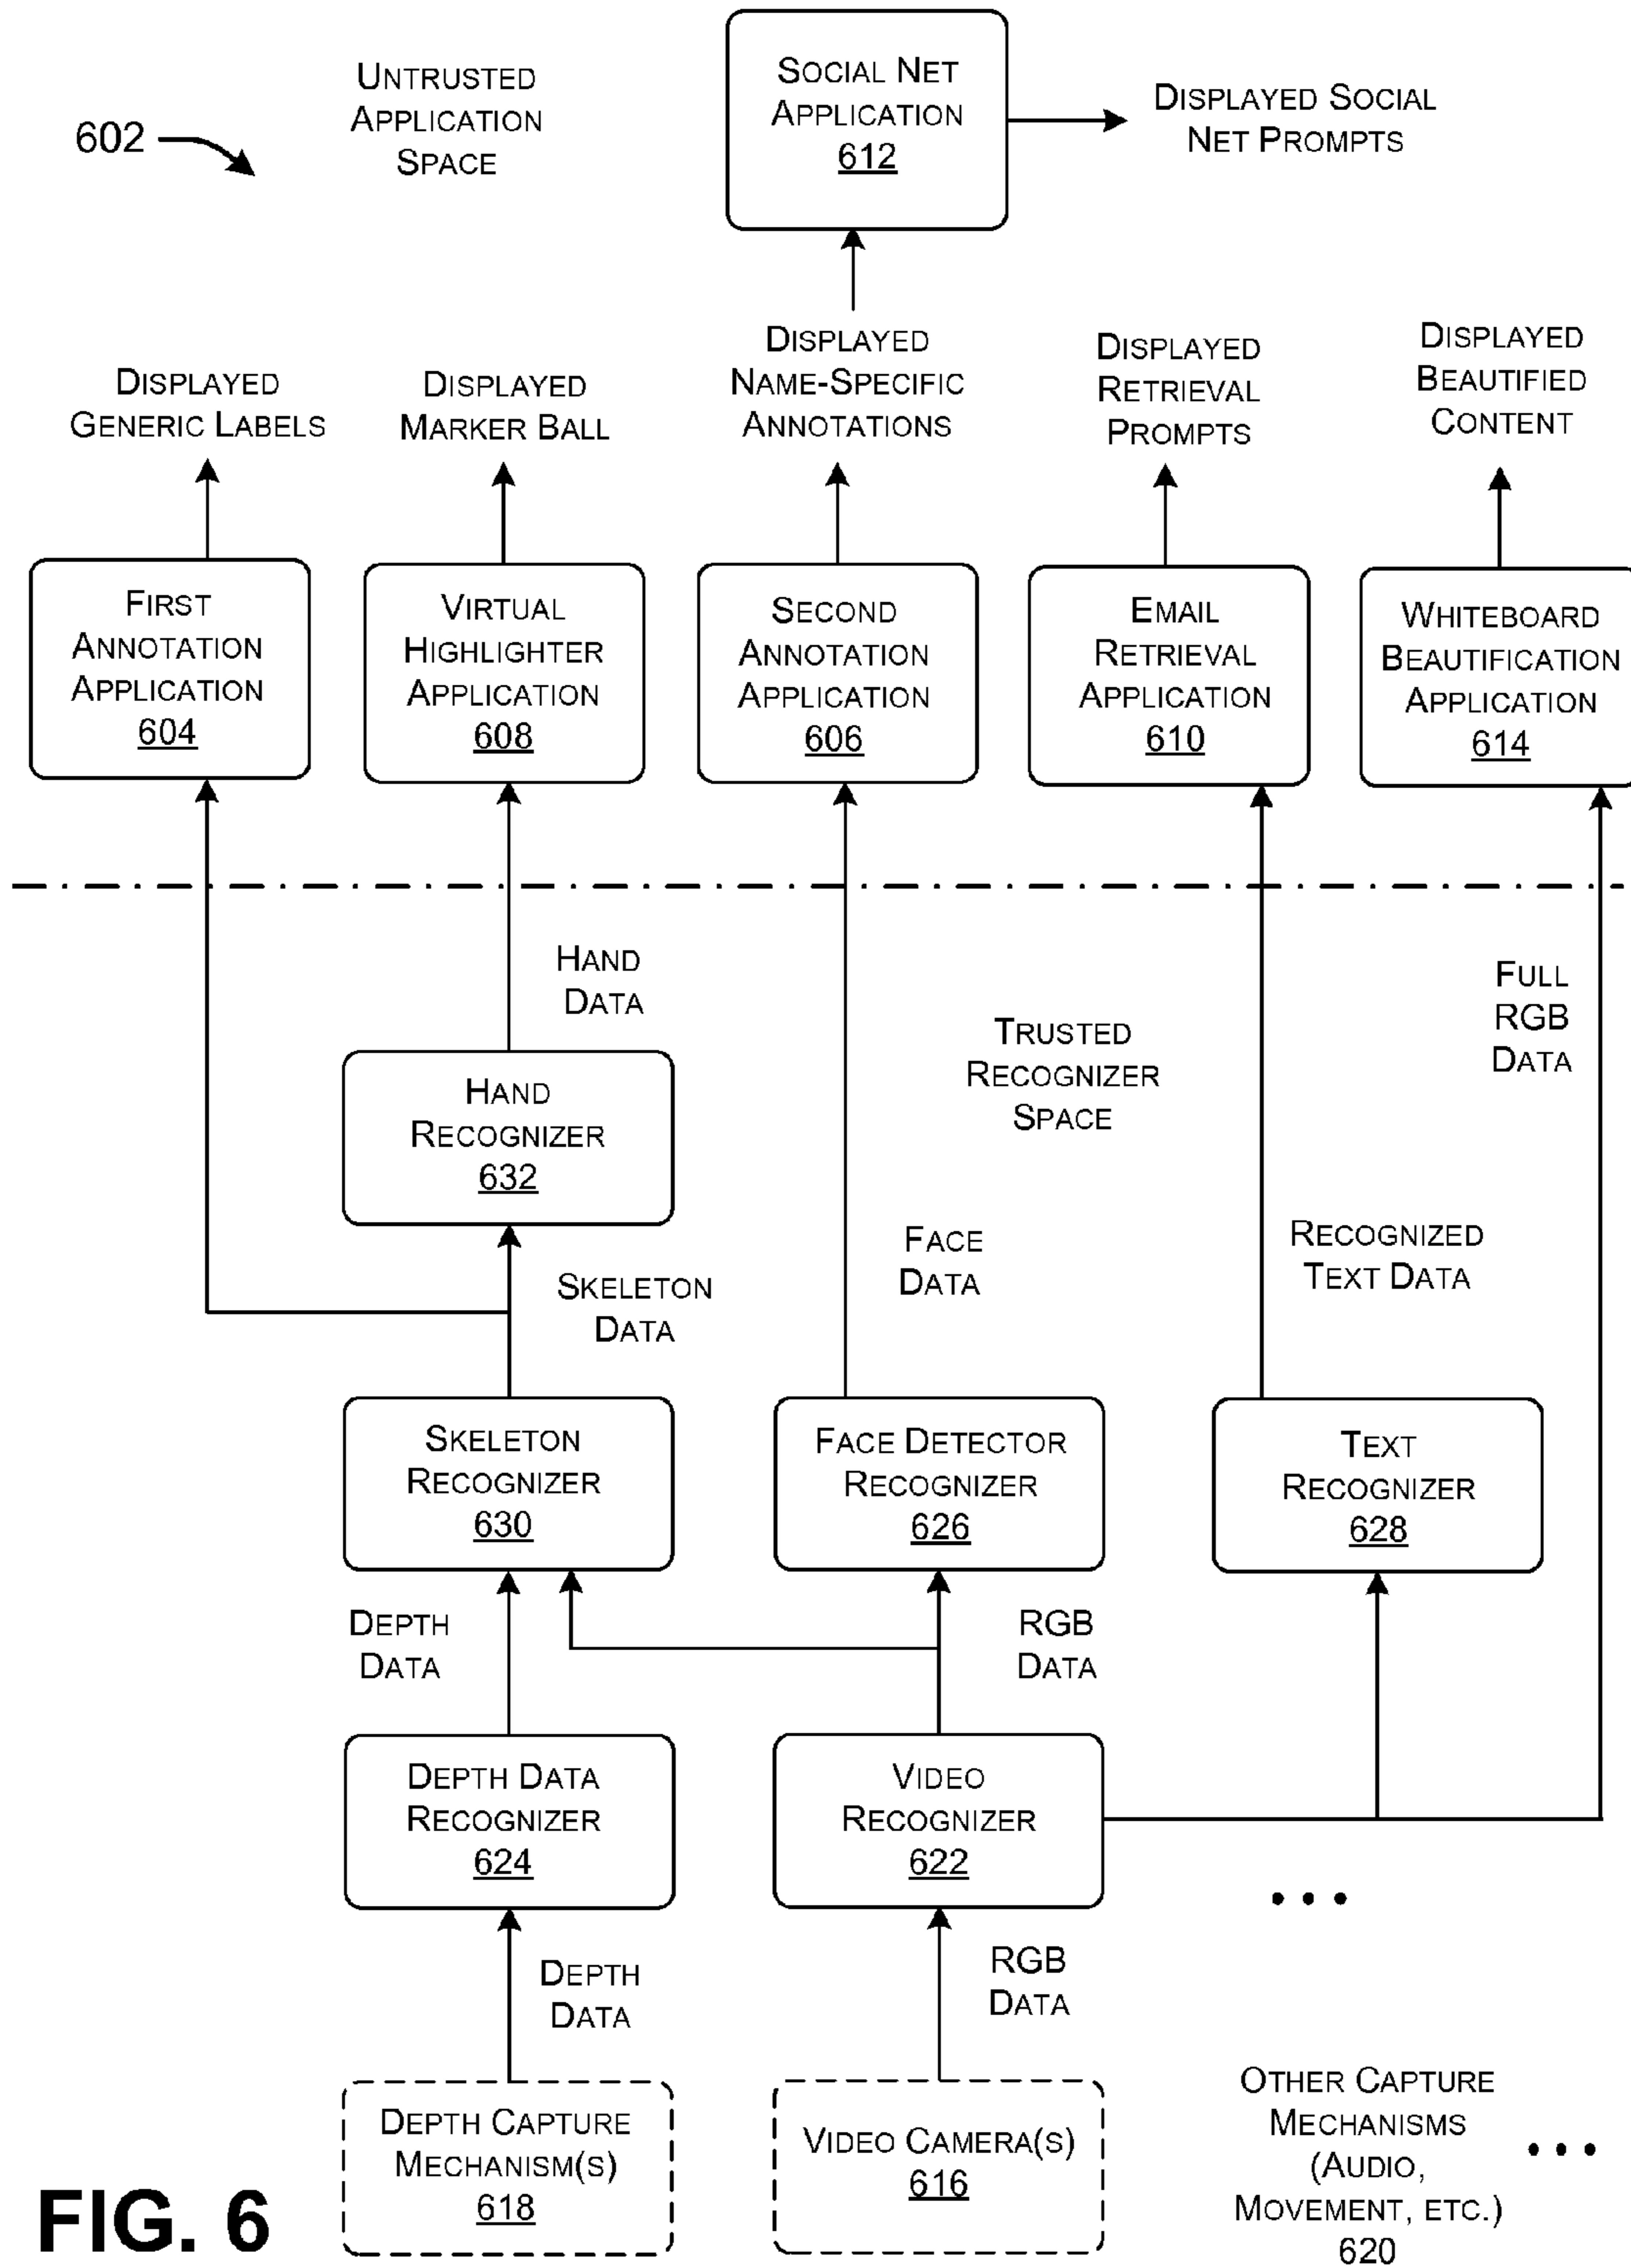 602
UNTRUSTED
APPLICATION
SPACE
SOCIAL NET
APPLICATION
612
DISPLAYED SOCIAL
NET PROMPTS
DISPLAYED
GENERIC LABELS
DISPLAYED
MARKER BALL
DISPLAYED
NAME-SPECIFIC
ANNOTATIONS
DISPLAYED
RETRIEVAL
PROMPTS
DISPLAYED
BEAUTIFIED
CONTENT
FIRST
ANNOTATION
APPLICATION
604
VIRTUAL
HIGHLIGHTER
APPLICATION
608
SECOND
ANNOTATION
APPLICATION
606
EMAIL
RETRIEVAL
APPLICATION
610
WHITEBOARD
BEAUTIFICATION
APPLICATION
614
HAND
DATA
TRUSTED
RECOGNIZER
SPACE
FULL
RGB
DATA
HAND
RECOGNIZER
632
SKELETON
DATA
FACE
DATA
RECOGNIZED
TEXT DATA
SKELETON
RECOGNIZER
630
FACE DETECTOR
RECOGNIZER
626
TEXT
RECOGNIZER
628
DEPTH
DATA
RGB
DATA
DEPTH DATA
RECOGNIZER
624
VIDEO
RECOGNIZER
622
• • •
DEPTH
DATA
RGB
DATA
DEPTH CAPTURE
MECHANISM(S)
618
VIDEO CAMERA(S)
616
OTHER CAPTURE
MECHANISMS
(AUDIO,
MOVEMENT, ETC.)
620
• • •
FIG. 6